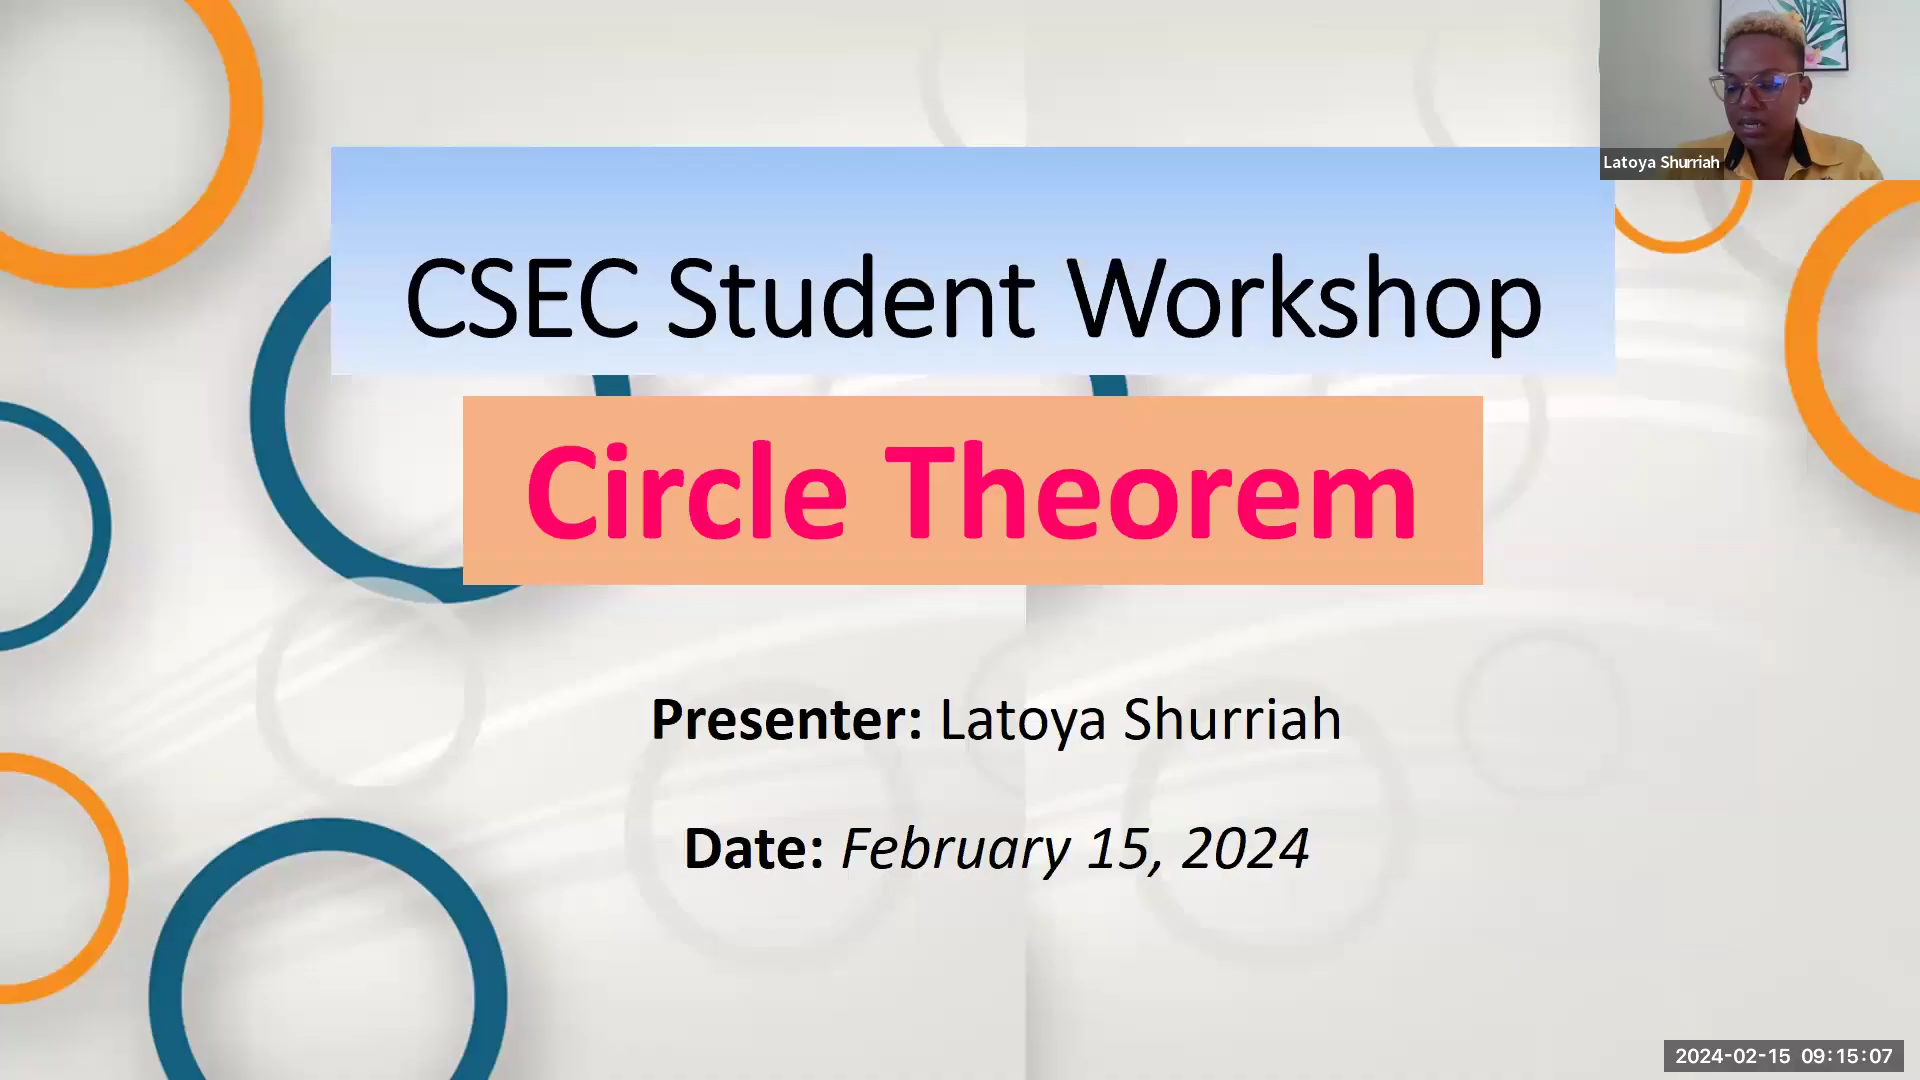 Latoya Shurriah
CSEC Student Workshop
Circle Theorem
Presenter: Latoya Shurriah
Date: February 15, 2024
2024-02-15 09:15:07